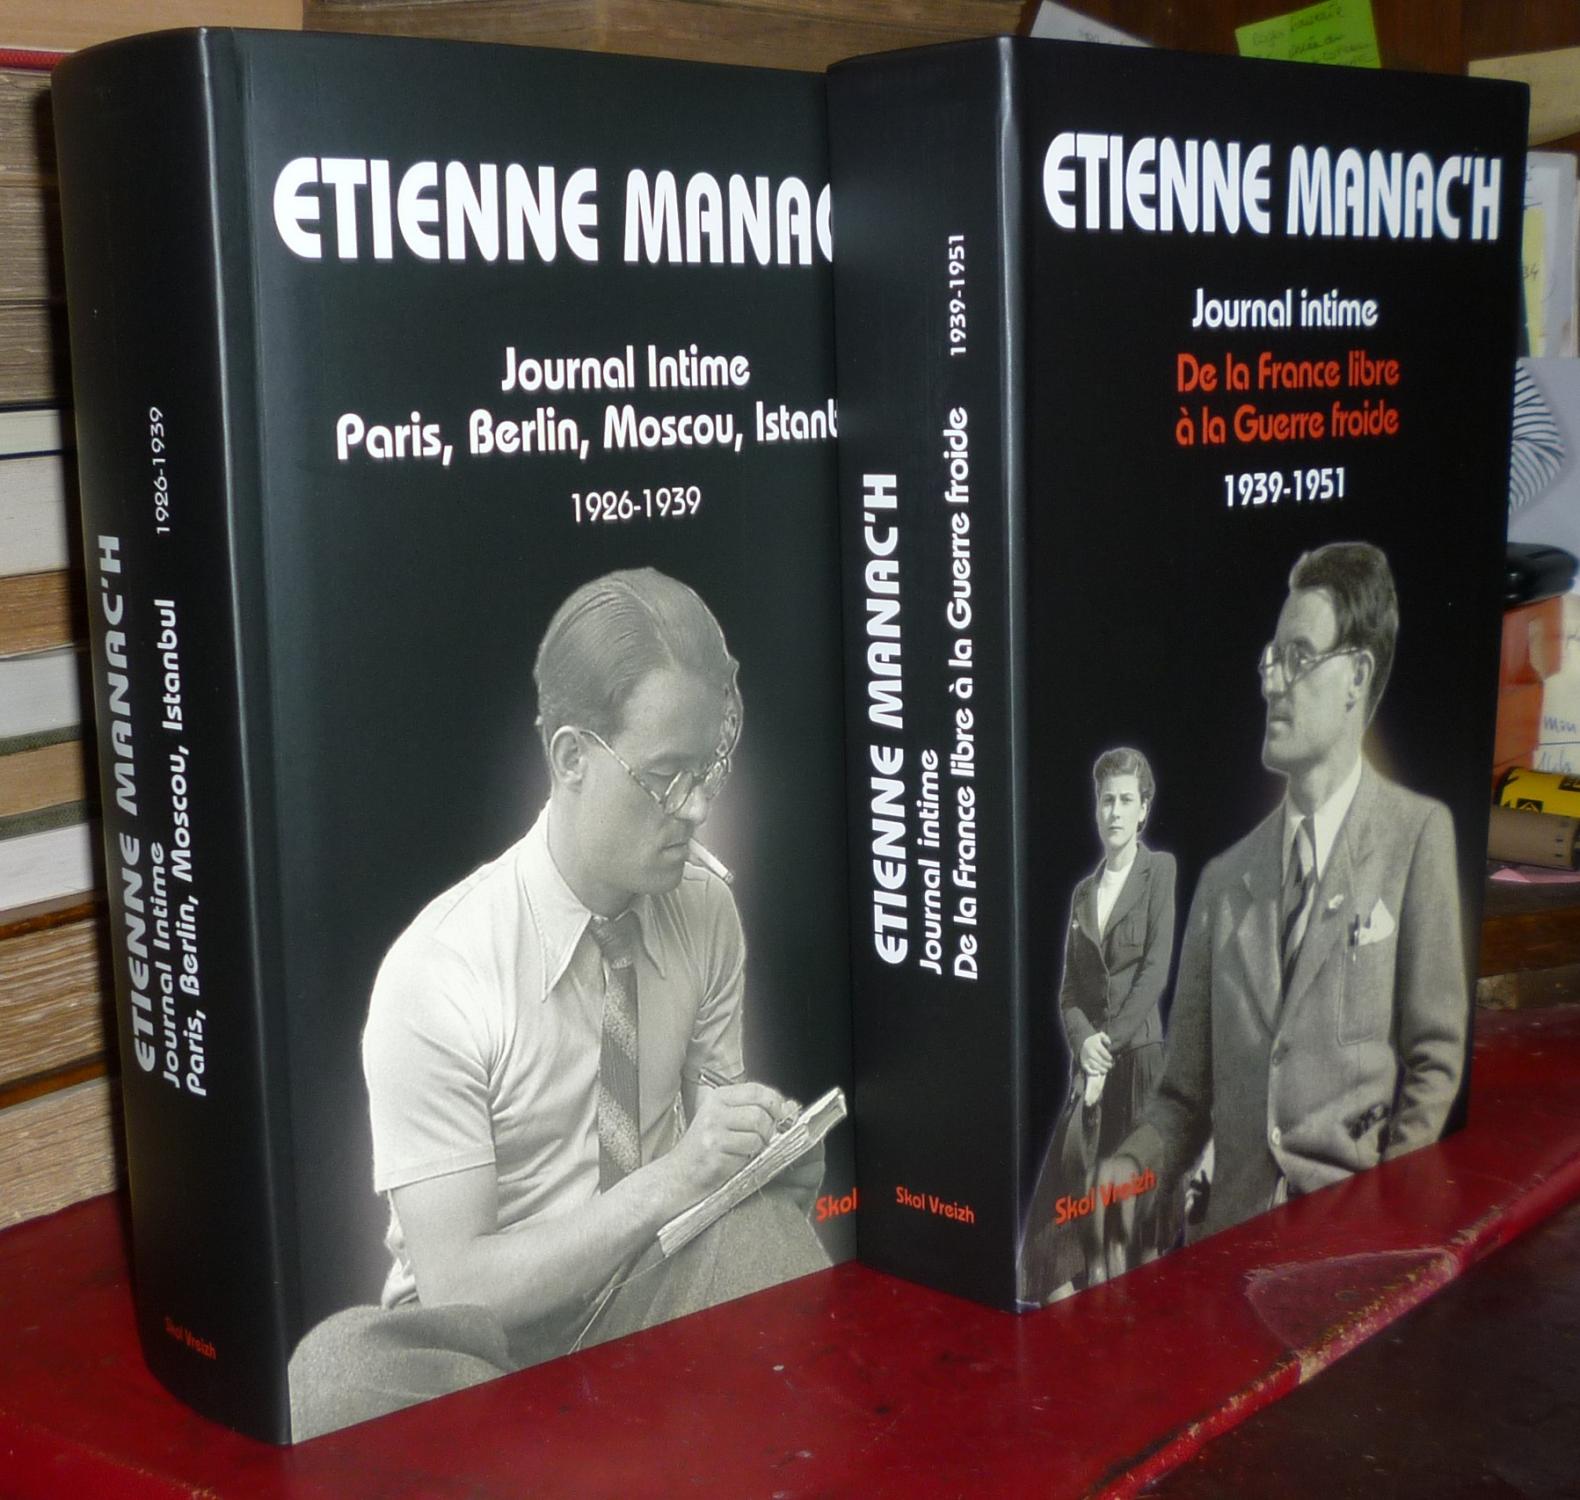 ETIENNE MANAC'H
Journal Intime
Paris, Berlin, Moscou, Istanbul
1926-1939
Skol Vreizh
ETIENNE MANAC
Journal Intime
Paris, Berlin, Moscou, Istanb
1926-1939
Skol
ETIENNE MANAC'H
Journal intime
De la France libre à la Guerre froide
1939-1951
Skol Vreizh
ETIENNE MANAC'H
Journal intime
De la France libre
à la Guerre froide
1939-1951
Skol Vreizh